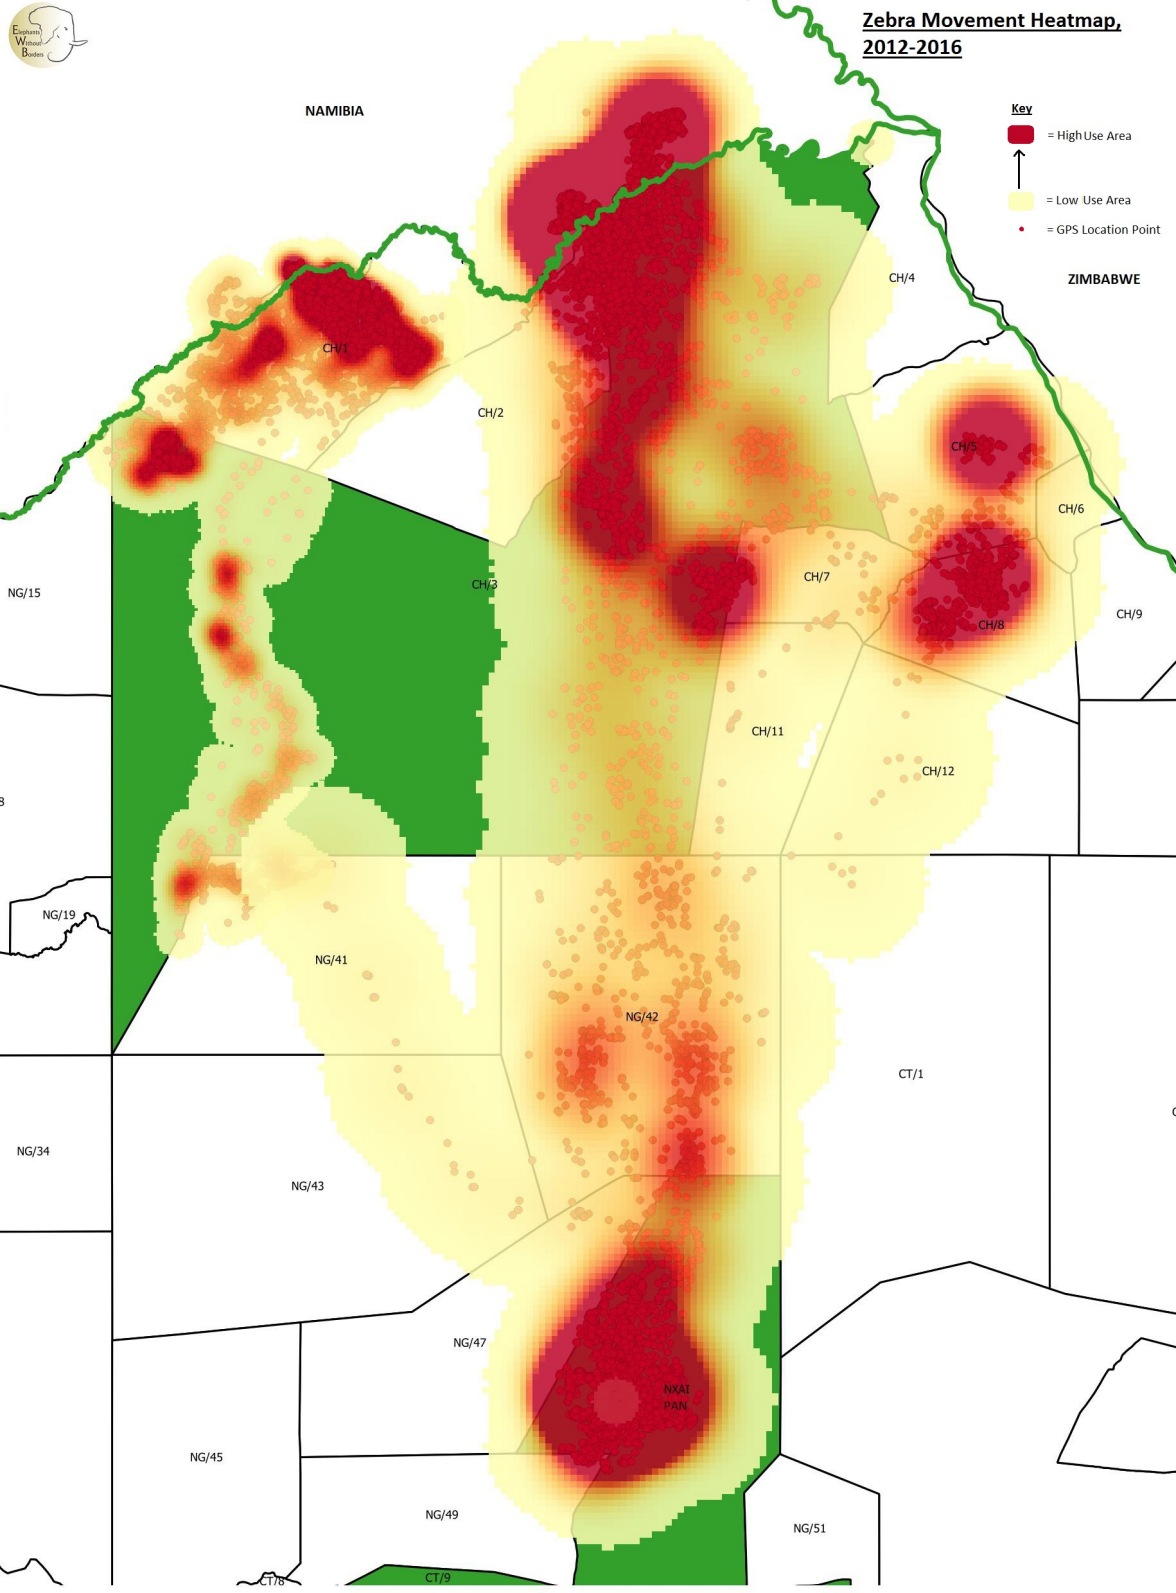 Elephants
Without
Borders
Zebra Movement Heatmap,
2012-2016
NAMIBIA
Key
= High Use Area
= Low Use Area
= GPS Location Point
CH/4
ZIMBABWE
CH/1
CH/2
CH/5
CH/6
CH/3
CH/7
NG/15
CH/9
CH/8
CH/11
CH/12
8
NG/19
NG/41
NG/42
CT/1
C
NG/34
NG/43
NG/47
NXAI
PAN
NG/45
NG/49
NG/51
CT/8
CT/9